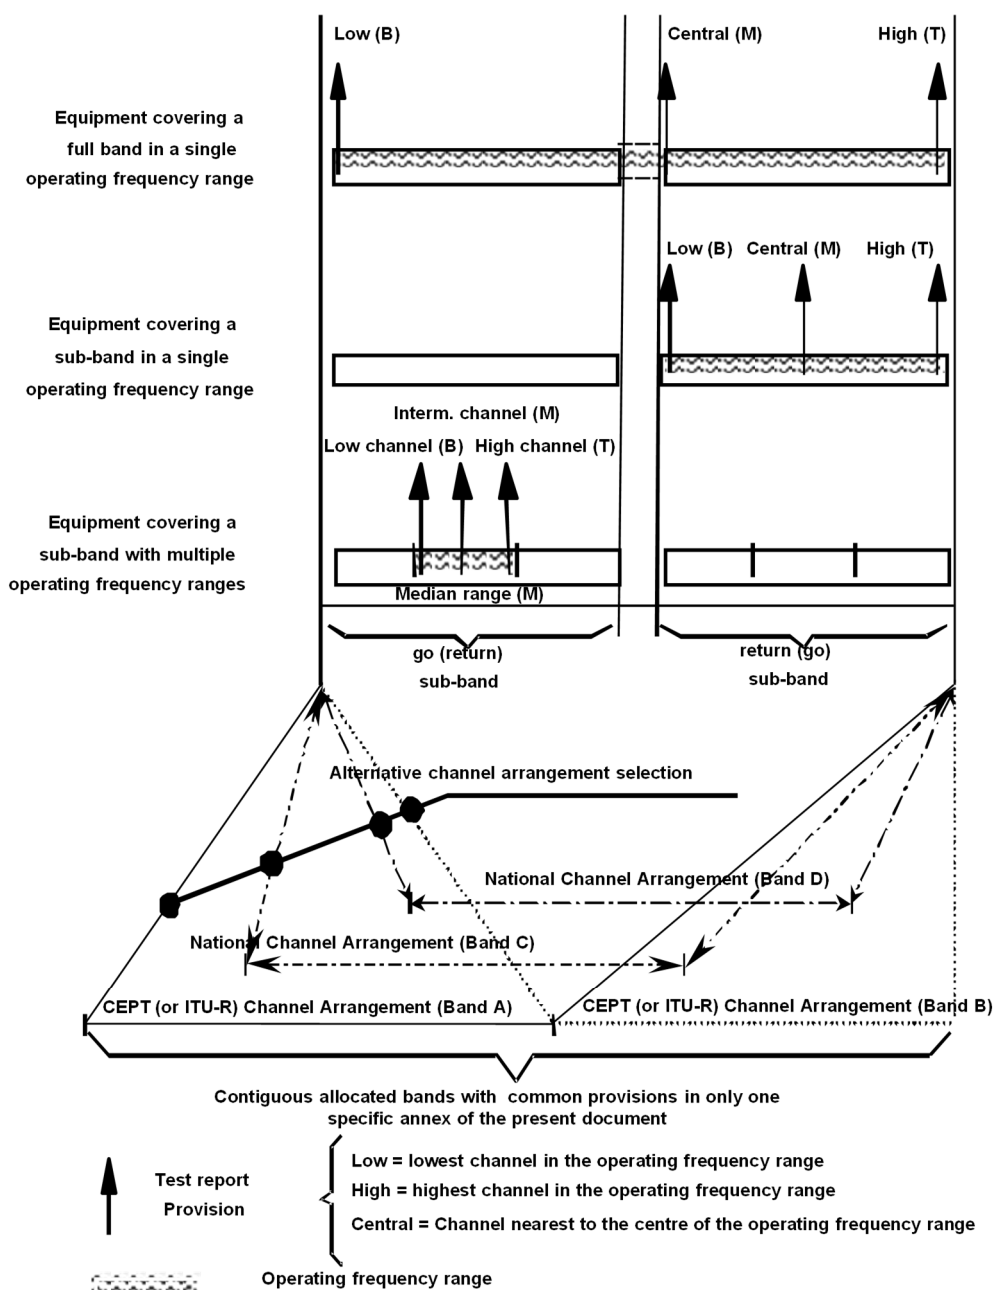 Low (B)
Central (M)
High (T)
Equipment covering a
full band in a single
operating frequency range
Low (B)
Central (M)
High (T)
Equipment covering a
sub-band in a single
operating frequency range
Interm. channel (M)
Low channel (B)
High channel (T)
Equipment covering a
sub-band with multiple
operating frequency ranges
Median range (M)
go (return)
sub-band
return (go)
sub-band
Alternative channel arrangement selection
National Channel Arrangement (Band D)
National Channel Arrangement (Band C)
CEPT (or ITU-R) Channel Arrangement (Band A)
CEPT (or ITU-R) Channel Arrangement (Band B)
Contiguous allocated bands with common provisions in only one
specific annex of the present document
Test report
Provision
Low = lowest channel in the operating frequency range
High = highest channel in the operating frequency range
Central = Channel nearest to the centre of the operating frequency range
Operating frequency range